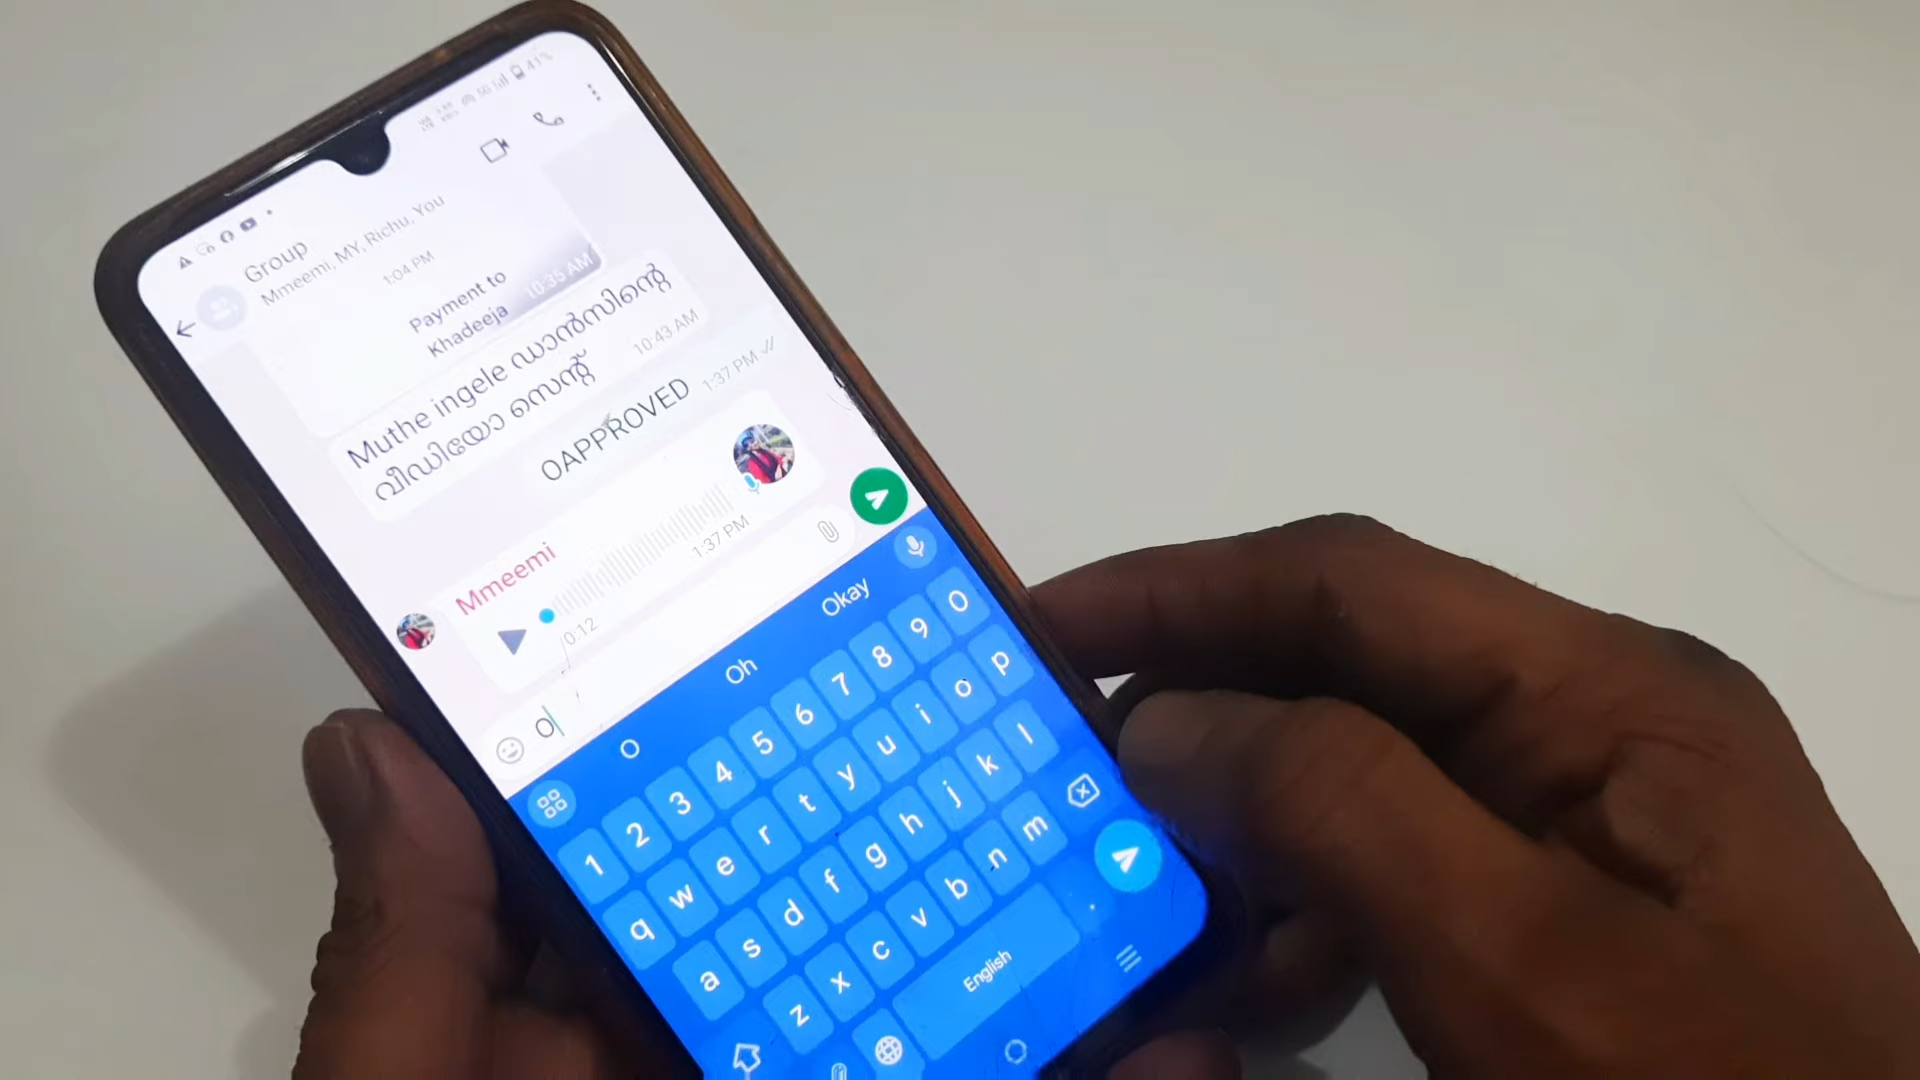 41%
Group
Mmeemi, MY, Richu, You
1:04 PM
Payment to
Khadeeja
10:35 AM
Muthe ingele ഡാൻസിന്റെ
വീഡിയോ സെന്റ്
10:43 AM
0APPROVED 1:37 PM
Mmeemi
0:12
1:37 PM
O
O Oh Okay
1 2 3 4 5 6 7 8 9 0
q w e r t y u i o p
a s d f g h j k l
z x c v b n m
English .